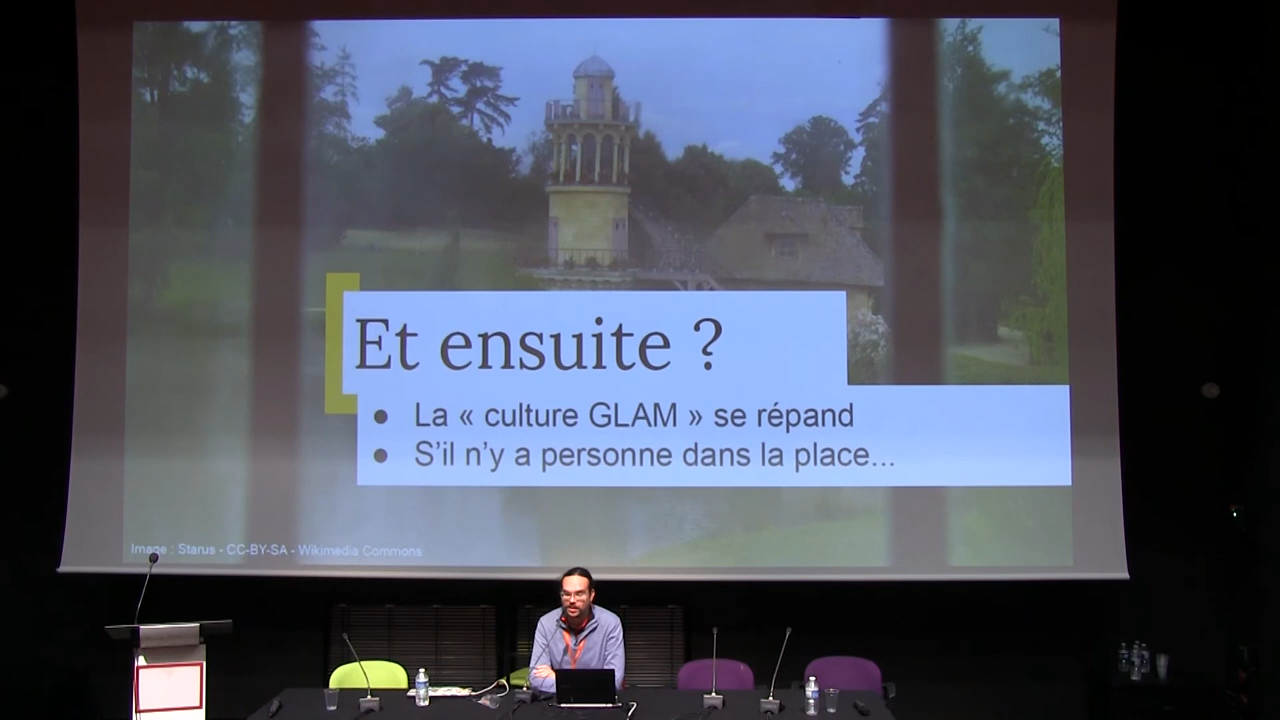 Et ensuite ?
● La « culture GLAM » se répand
● S'il n'y a personne dans la place...
Image : Starus - CC-BY-SA - Wikimedia Commons